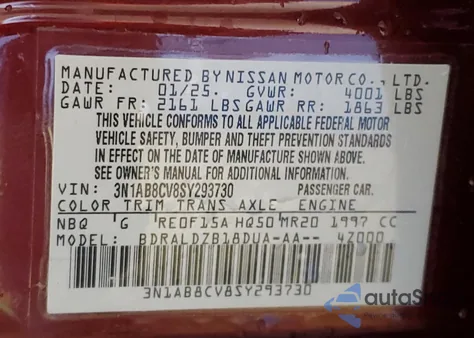 MANUFACTURED BY NISSAN MOTOR CO., LTD.
DATE: 01/25. GVWR: 4001 LBS
GAWR FR: 2161 LBS GAWR RR: 1863 LBS
THIS VEHICLE CONFORMS TO ALL APPLICABLE FEDERAL MOTOR
VEHICLE SAFETY, BUMPER AND THEFT PREVENTION STANDARDS
IN EFFECT ON THE DATE OF MANUFACTURE SHOWN ABOVE.
SEE OWNER'S MANUAL FOR ADDITIONAL INFORMATION.
VIN: 3N1AB8CV8SY293730 PASSENGER CAR.
COLOR TRIM TRANS AXLE ENGINE
NBQ G RE0F15A HQ50 MR20 1997 CC
MODEL: BDRALDZB18DUA-AA-- 4Z000
3N1AB8CV8SY293730